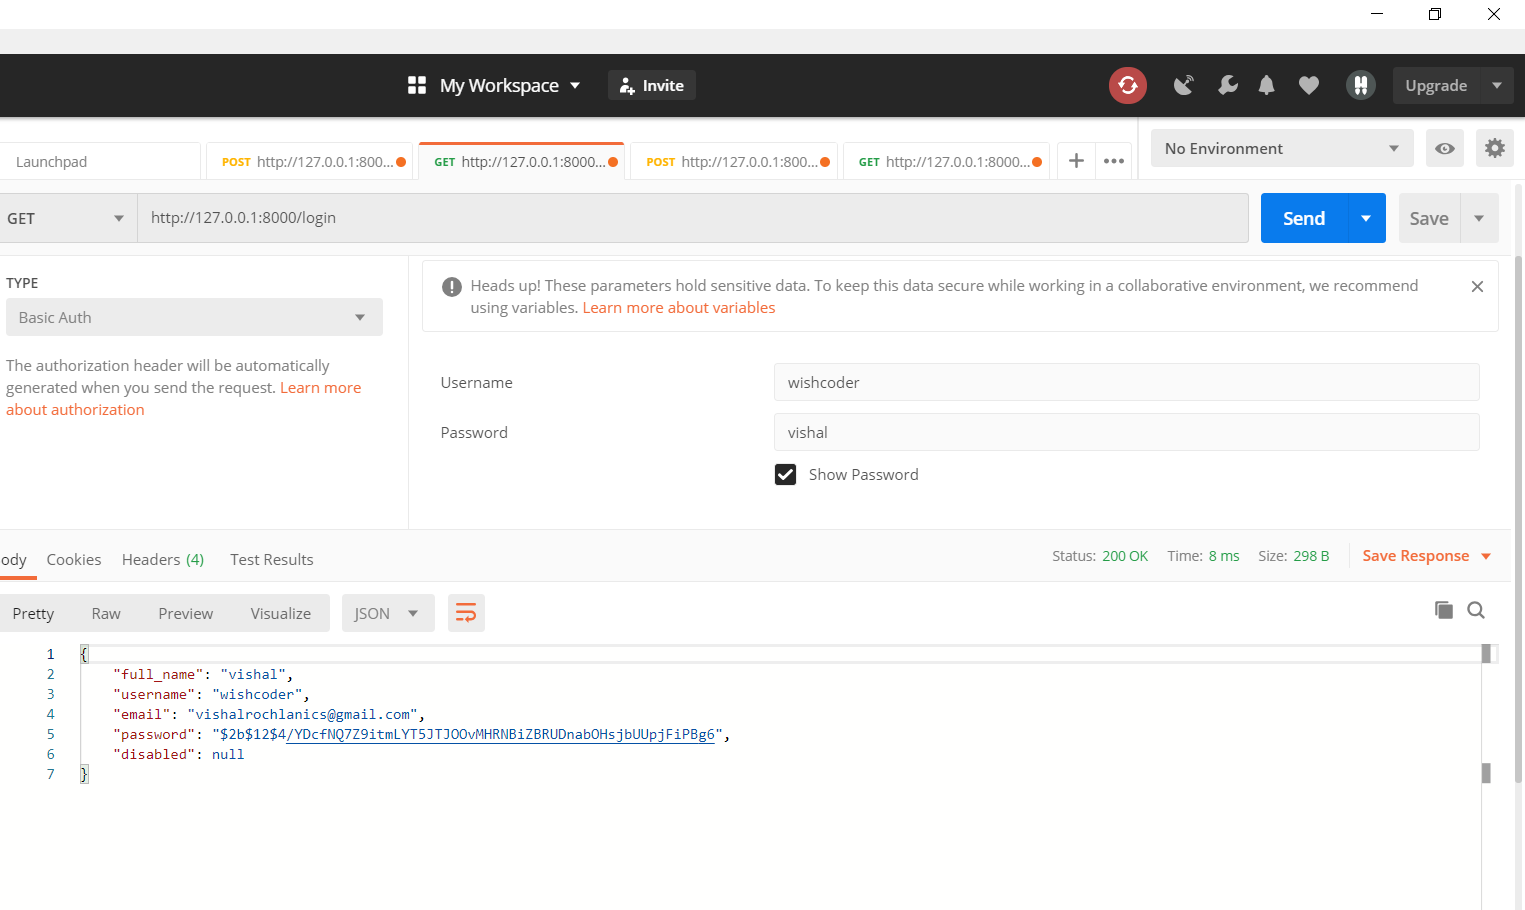 My Workspace Invite Upgrade
Launchpad POST http://127.0.0.1:800... GET http://127.0.0.1:8000... POST http://127.0.0.1:800... GET http://127.0.0.1:8000... No Environment
GET http://127.0.0.1:8000/login Send Save
TYPE
Basic Auth
The authorization header will be automatically
generated when you send the request. Learn more
about authorization
Heads up! These parameters hold sensitive data. To keep this data secure while working in a collaborative environment, we recommend
using variables. Learn more about variables
Username wishcoder
Password vishal
Show Password
ody Cookies Headers (4) Test Results Status: 200 OK Time: 8 ms Size: 298 B Save Response
Pretty Raw Preview Visualize JSON
1 {
2 "full_name": "vishal",
3 "username": "wishcoder",
4 "email": "vishalrochlanics@gmail.com",
5 "password": "$2b$12$4/YDcfNQ7Z9itmLYT5JTJOOvMHRNBiZBRUDnabOHsjbUUpjFiPBg6",
6 "disabled": null
7 }